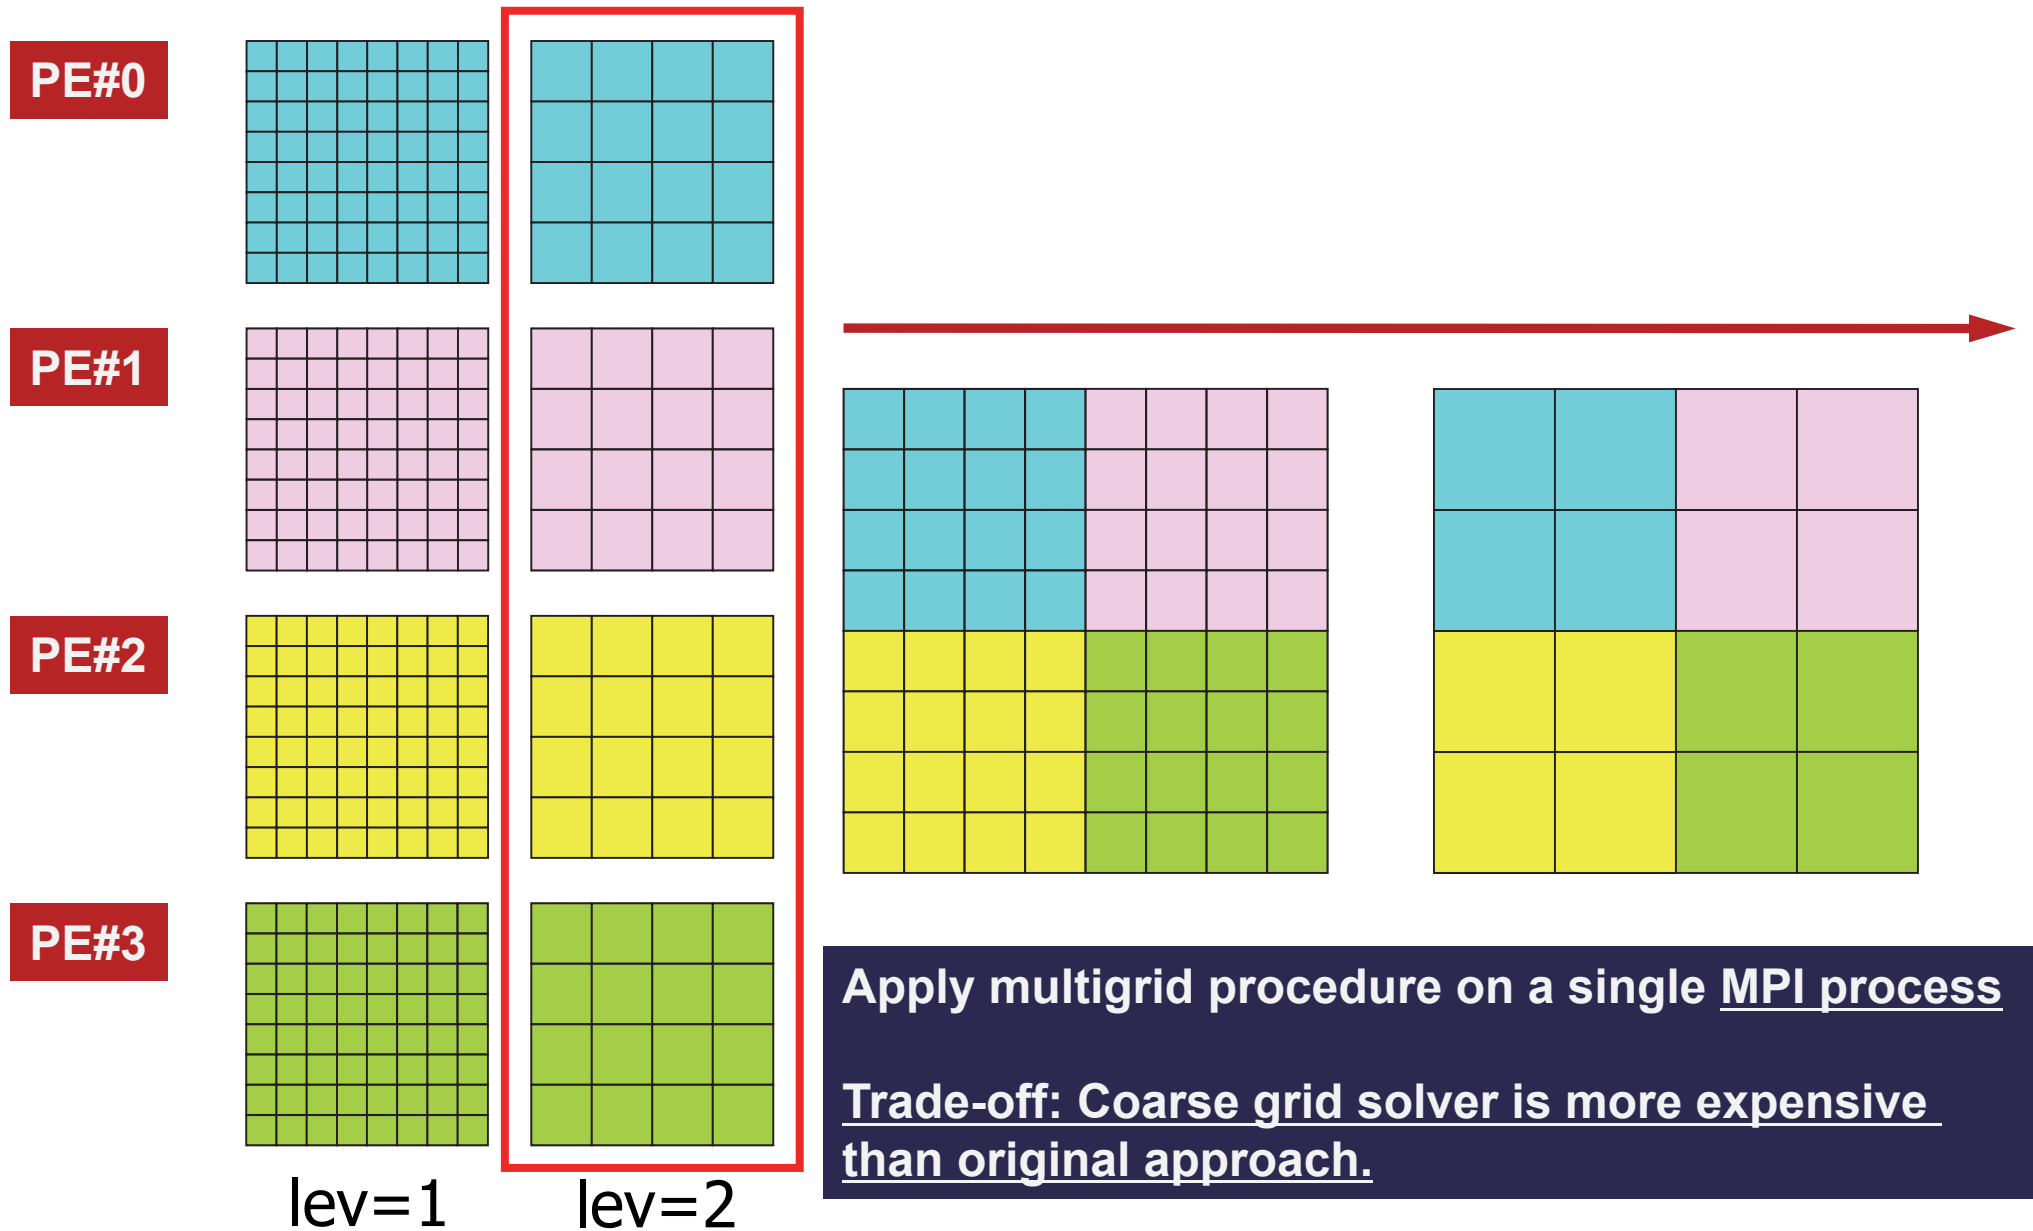 PE#0
PE#1
PE#2
PE#3
lev=1
lev=2
Apply multigrid procedure on a single MPI process
Trade-off: Coarse grid solver is more expensive
than original approach.